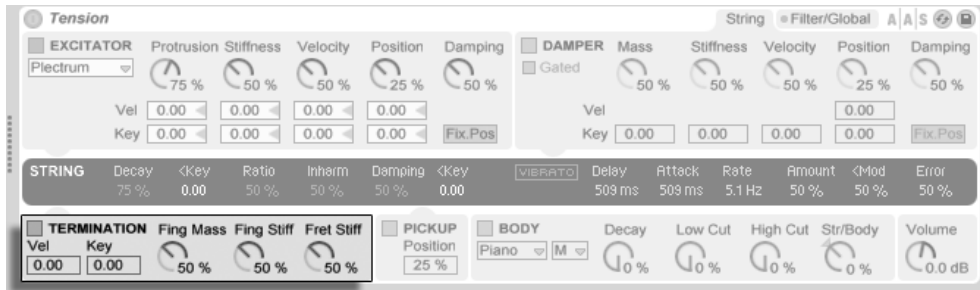 Tension String Filter/Global A A S
EXCITATOR Protrusion Stiffness Velocity Position Damping
Plectrum 75 % 50 % 50 % 25 % 50 %
Vel 0.00 0.00 0.00 0.00
Key 0.00 0.00 0.00 0.00 Fix.Pos
DAMPER Mass Stiffness Velocity Position Damping
Gated 50 % 50 % 50 % 25 % 50 %
Vel 0.00
Key 0.00 0.00 0.00 0.00 Fix.Pos
STRING Decay <Key Ratio Inharm Damping <Key VIBRATO Delay Attack Rate Amount <Mod Error
75 % 0.00 50 % 50 % 50 % 0.00 509 ms 509 ms 5.1 Hz 50 % 50 % 50 %
TERMINATION Fing Mass Fing Stiff Fret Stiff
Vel Key
0.00 0.00 50 % 50 % 50 %
PICKUP
Position
25 %
BODY Decay Low Cut High Cut Str/Body Volume
Piano M 0 % 0 % 0 % 0 % 0.0 dB